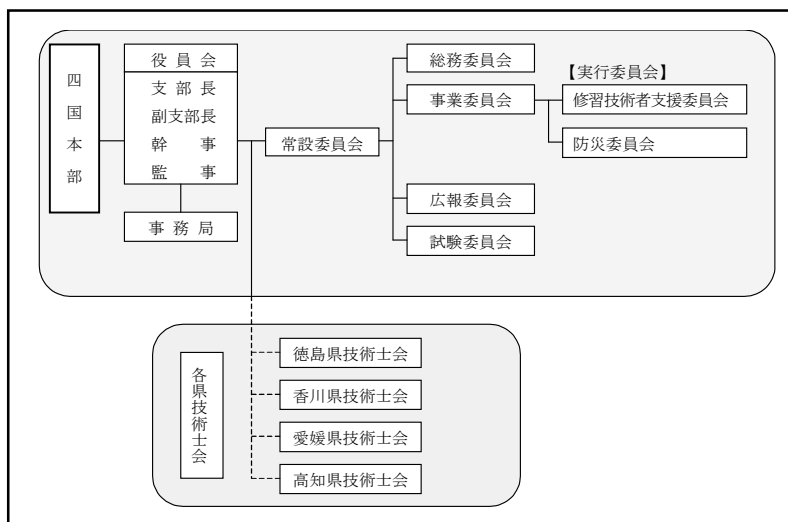 四国本部
役員会
支部長
副支部長
幹事
監事
事務局
常設委員会
総務委員会
事業委員会
広報委員会
試験委員会
【実行委員会】
修習技術者支援委員会
防災委員会
各県技術士会
徳島県技術士会
香川県技術士会
愛媛県技術士会
高知県技術士会